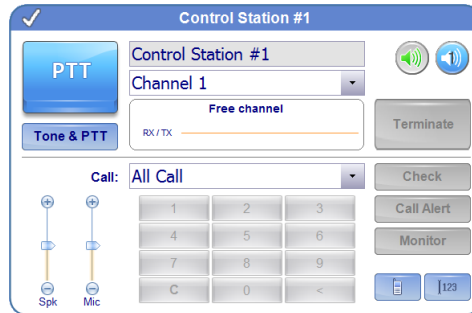 Control Station #1
PTT
Control Station #1
Channel 1
Free channel
RX / TX
Tone & PTT
Terminate
Call:
All Call
Check
1 2 3
Call Alert
4 5 6
Monitor
7 8 9
C 0 <
123
Spk Mic